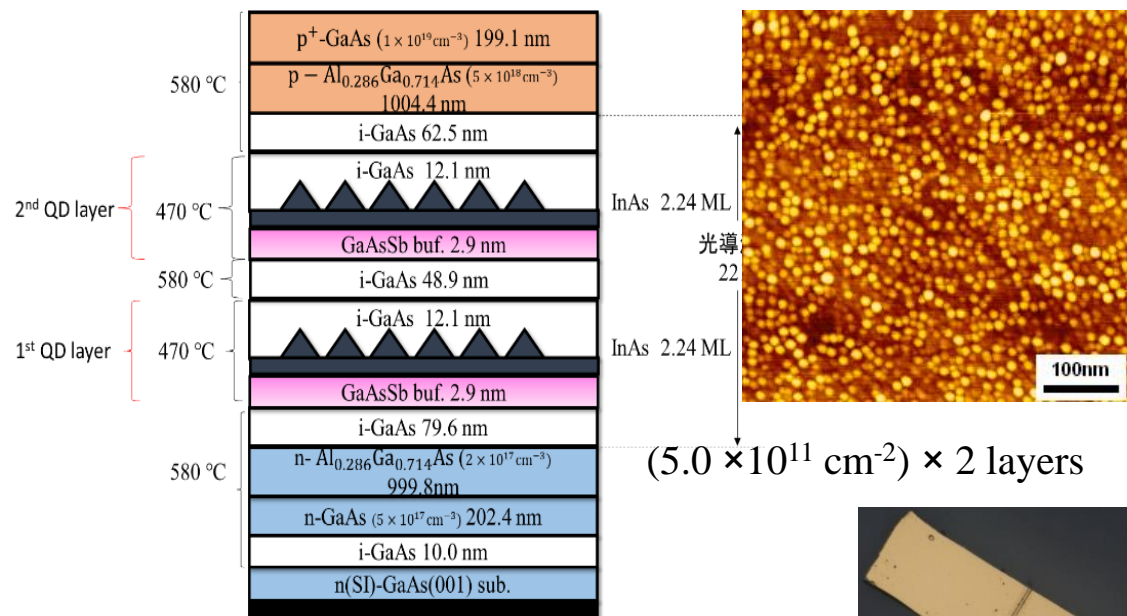 p⁺-GaAs (1 × 10¹⁹cm⁻³) 199.1 nm
580 ℃
p − Al₀.₂₈₆Ga₀.₇₁₄As (5 × 10¹⁸cm⁻³)
1004.4 nm
i-GaAs 62.5 nm
i-GaAs 12.1 nm
2ⁿᵈ QD layer
470 ℃
InAs 2.24 ML
GaAsSb buf. 2.9 nm
光導
22
580 ℃
i-GaAs 48.9 nm
i-GaAs 12.1 nm
1ˢᵗ QD layer
470 ℃
InAs 2.24 ML
GaAsSb buf. 2.9 nm
i-GaAs 79.6 nm
580 ℃
n- Al₀.₂₈₆Ga₀.₇₁₄As (2 × 10¹⁷cm⁻³)
999.8nm
n-GaAs (5 × 10¹⁷cm⁻³) 202.4 nm
i-GaAs 10.0 nm
n(SI)-GaAs(001) sub.
100nm
(5.0 ×10¹¹ cm⁻²) × 2 layers